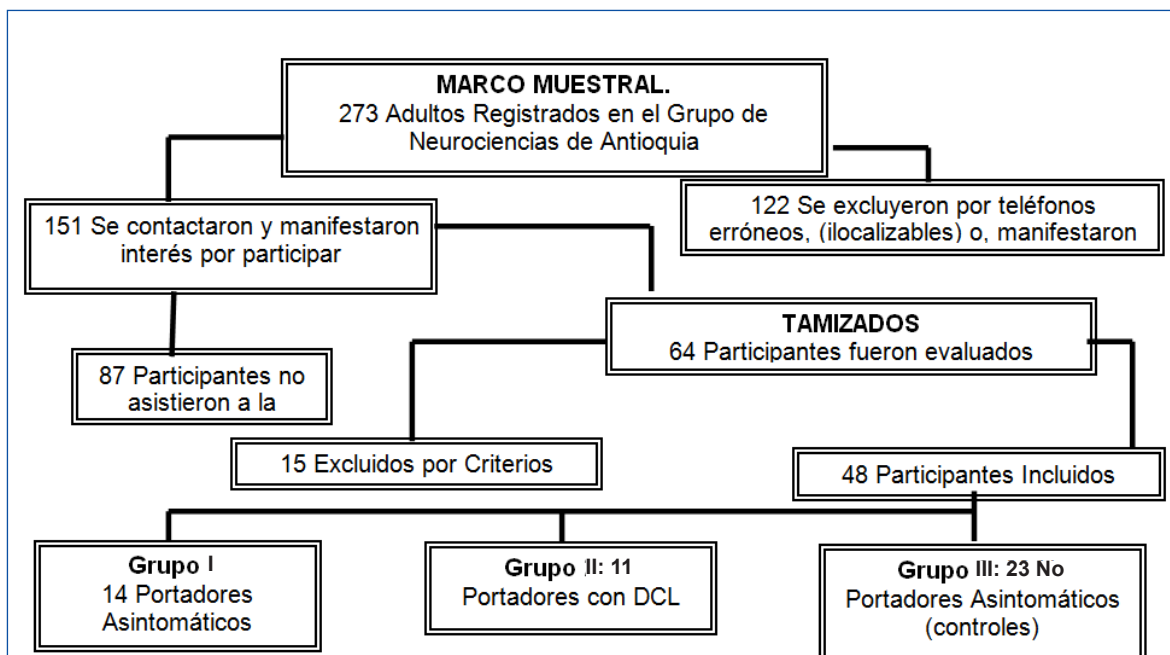 MARCO MUESTRAL.
273 Adultos Registrados en el Grupo de
Neurociencias de Antioquia
151 Se contactaron y manifestaron
interés por participar
122 Se excluyeron por teléfonos
erróneos, (ilocalizables) o, manifestaron
TAMIZADOS
64 Participantes fueron evaluados
87 Participantes no
asistieron a la
15 Excluidos por Criterios
48 Participantes Incluidos
Grupo I
14 Portadores
Asintomáticos
Grupo II: 11
Portadores con DCL
Grupo III: 23 No
Portadores Asintomáticos
(controles)